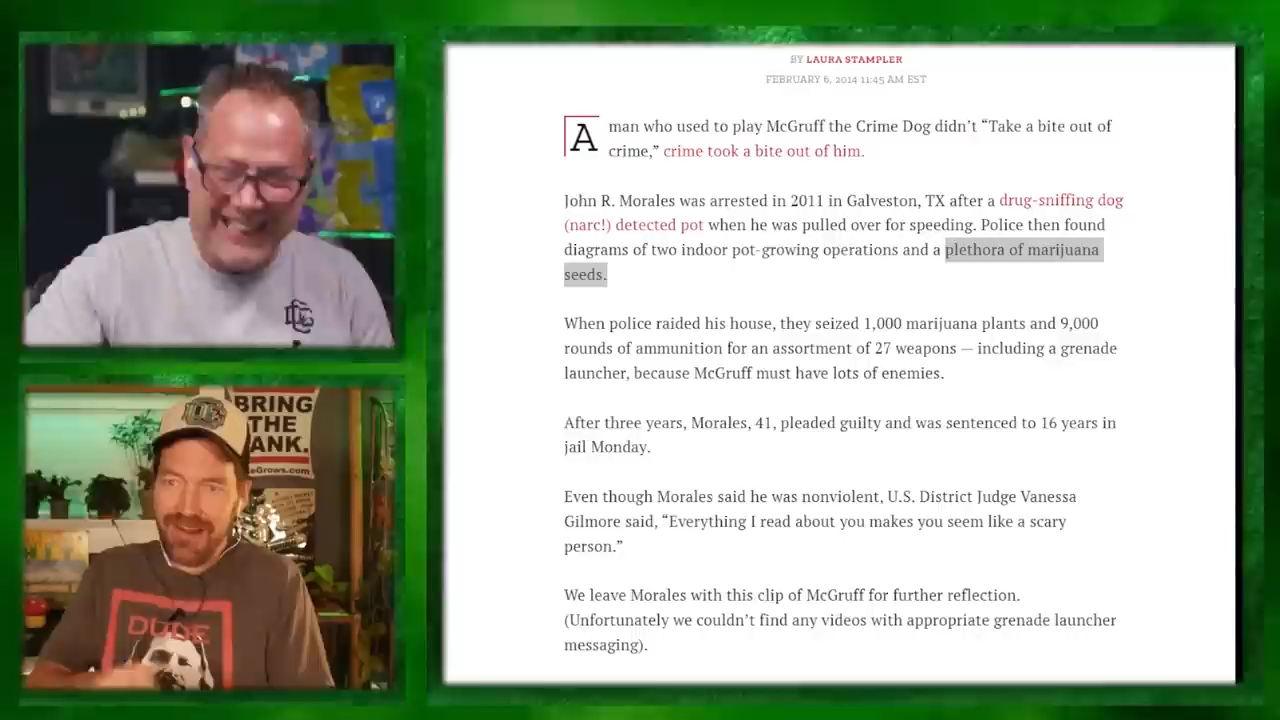 BY LAURA STAMPLER
FEBRUARY 6, 2014 11:45 AM EST
A man who used to play McGruff the Crime Dog didn’t “Take a bite out of
crime,” crime took a bite out of him.
John R. Morales was arrested in 2011 in Galveston, TX after a drug-sniffing dog
(narc!) detected pot when he was pulled over for speeding. Police then found
diagrams of two indoor pot-growing operations and a plethora of marijuana
seeds.
When police raided his house, they seized 1,000 marijuana plants and 9,000
rounds of ammunition for an assortment of 27 weapons — including a grenade
launcher, because McGruff must have lots of enemies.
After three years, Morales, 41, pleaded guilty and was sentenced to 16 years in
jail Monday.
Even though Morales said he was nonviolent, U.S. District Judge Vanessa
Gilmore said, “Everything I read about you makes you seem like a scary
person.”
We leave Morales with this clip of McGruff for further reflection.
(Unfortunately we couldn’t find any videos with appropriate grenade launcher
messaging).
BRING
THE
ANK.
eGrows.com
DUDE